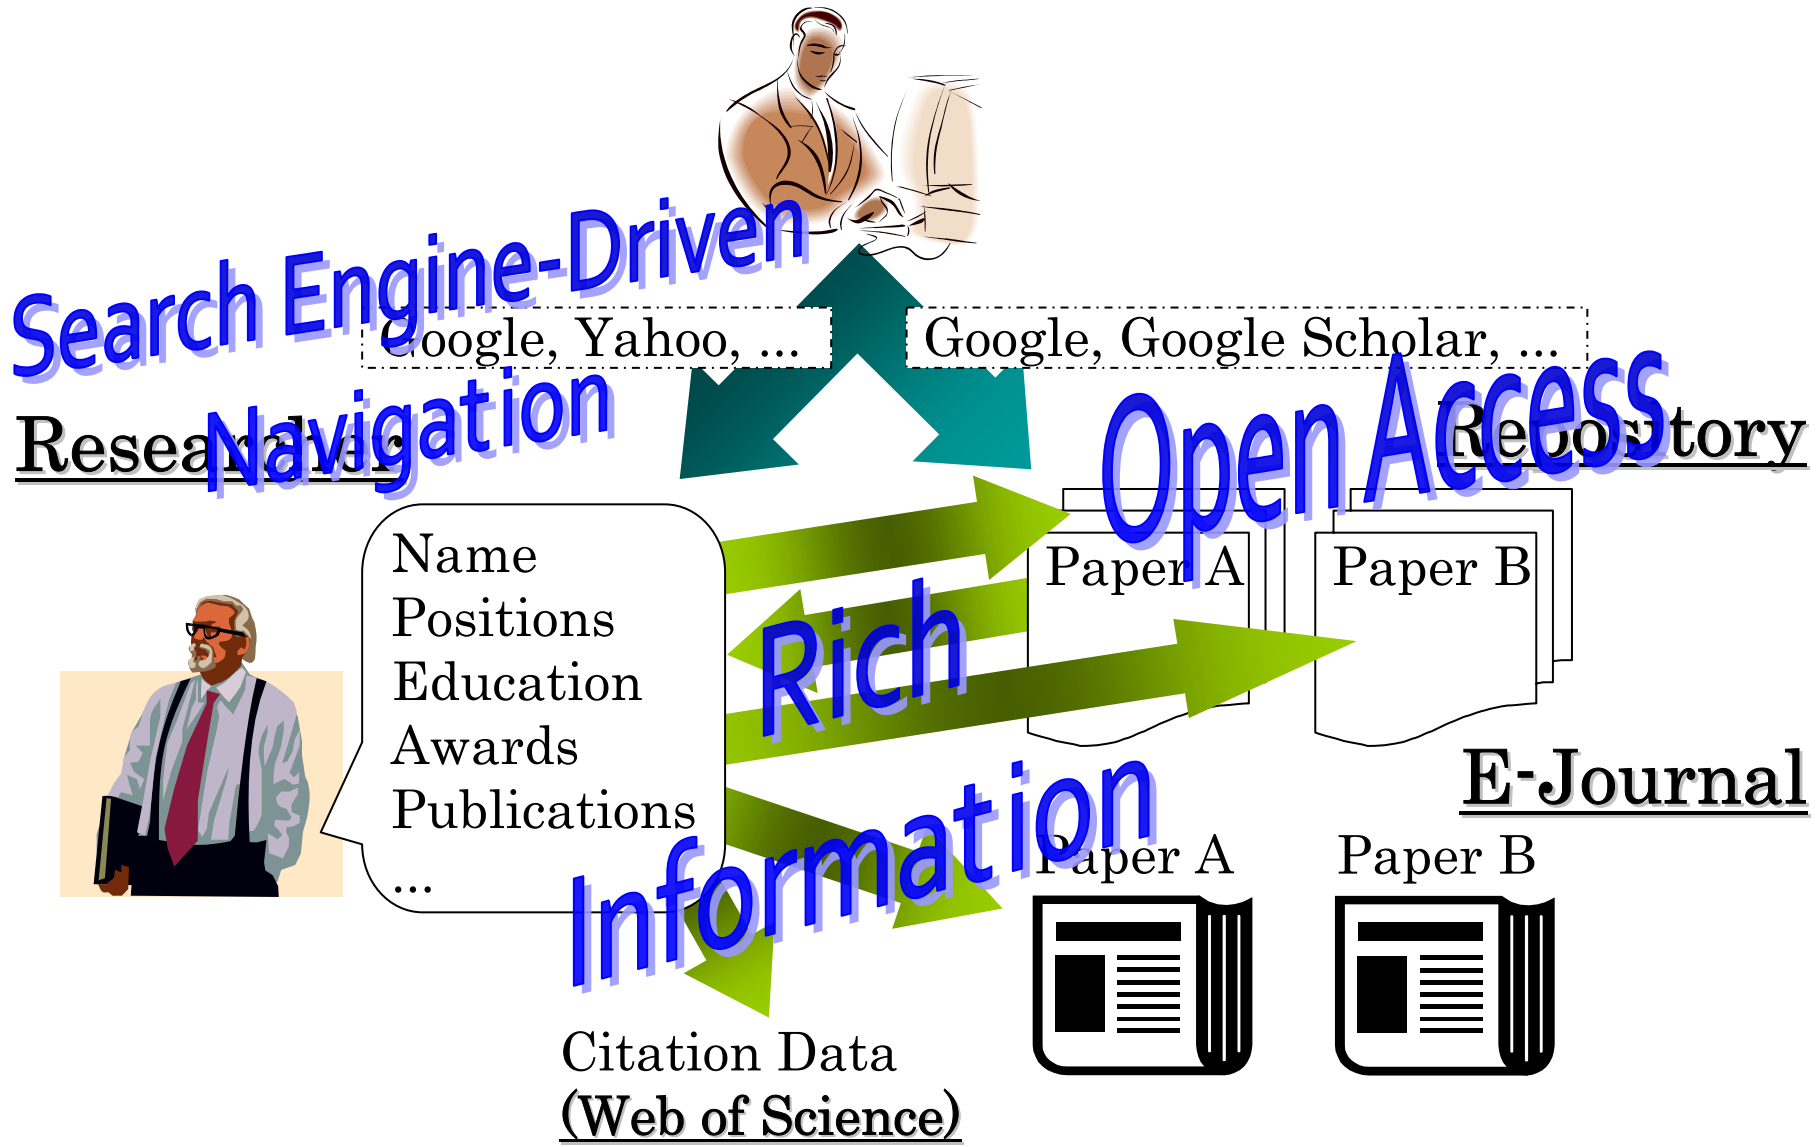 Search Engine-Driven
Navigation
Google, Yahoo, ...
Google, Google Scholar, ...
Open Access
Researcher
Repository
Name
Positions
Education
Awards
Publications
...
Paper A
Paper B
Rich
Information
E-Journal
Paper A
Paper B
Citation Data
(Web of Science)